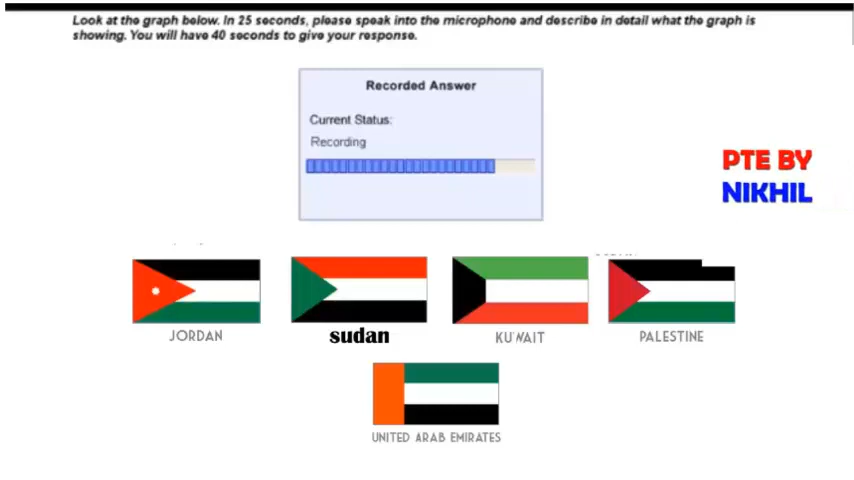 Look at the graph below. In 25 seconds, please speak into the microphone and describe in detail what the graph is
showing. You will have 40 seconds to give your response.
Recorded Answer
Current Status:
Recording
PTE BY
NIKHIL
JORDAN
sudan
KUWAIT
PALESTINE
UNITED ARAB EMIRATES